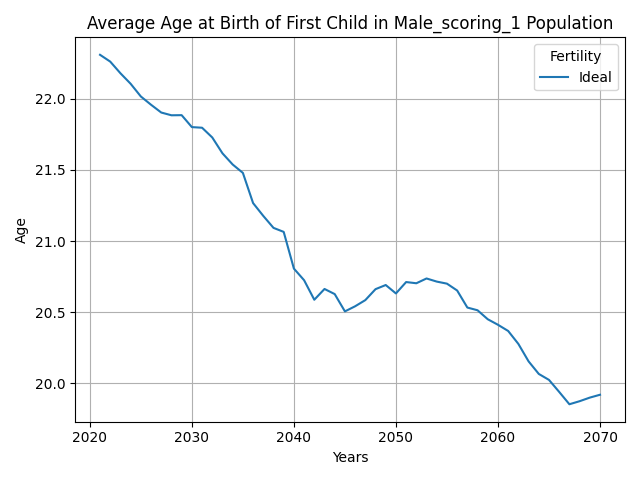 Average Age at Birth of First Child in Male_scoring_1 Population
Fertility
Ideal
22.0
21.5
21.0
20.5
20.0
Age
2020
2030
2040
2050
2060
2070
Years